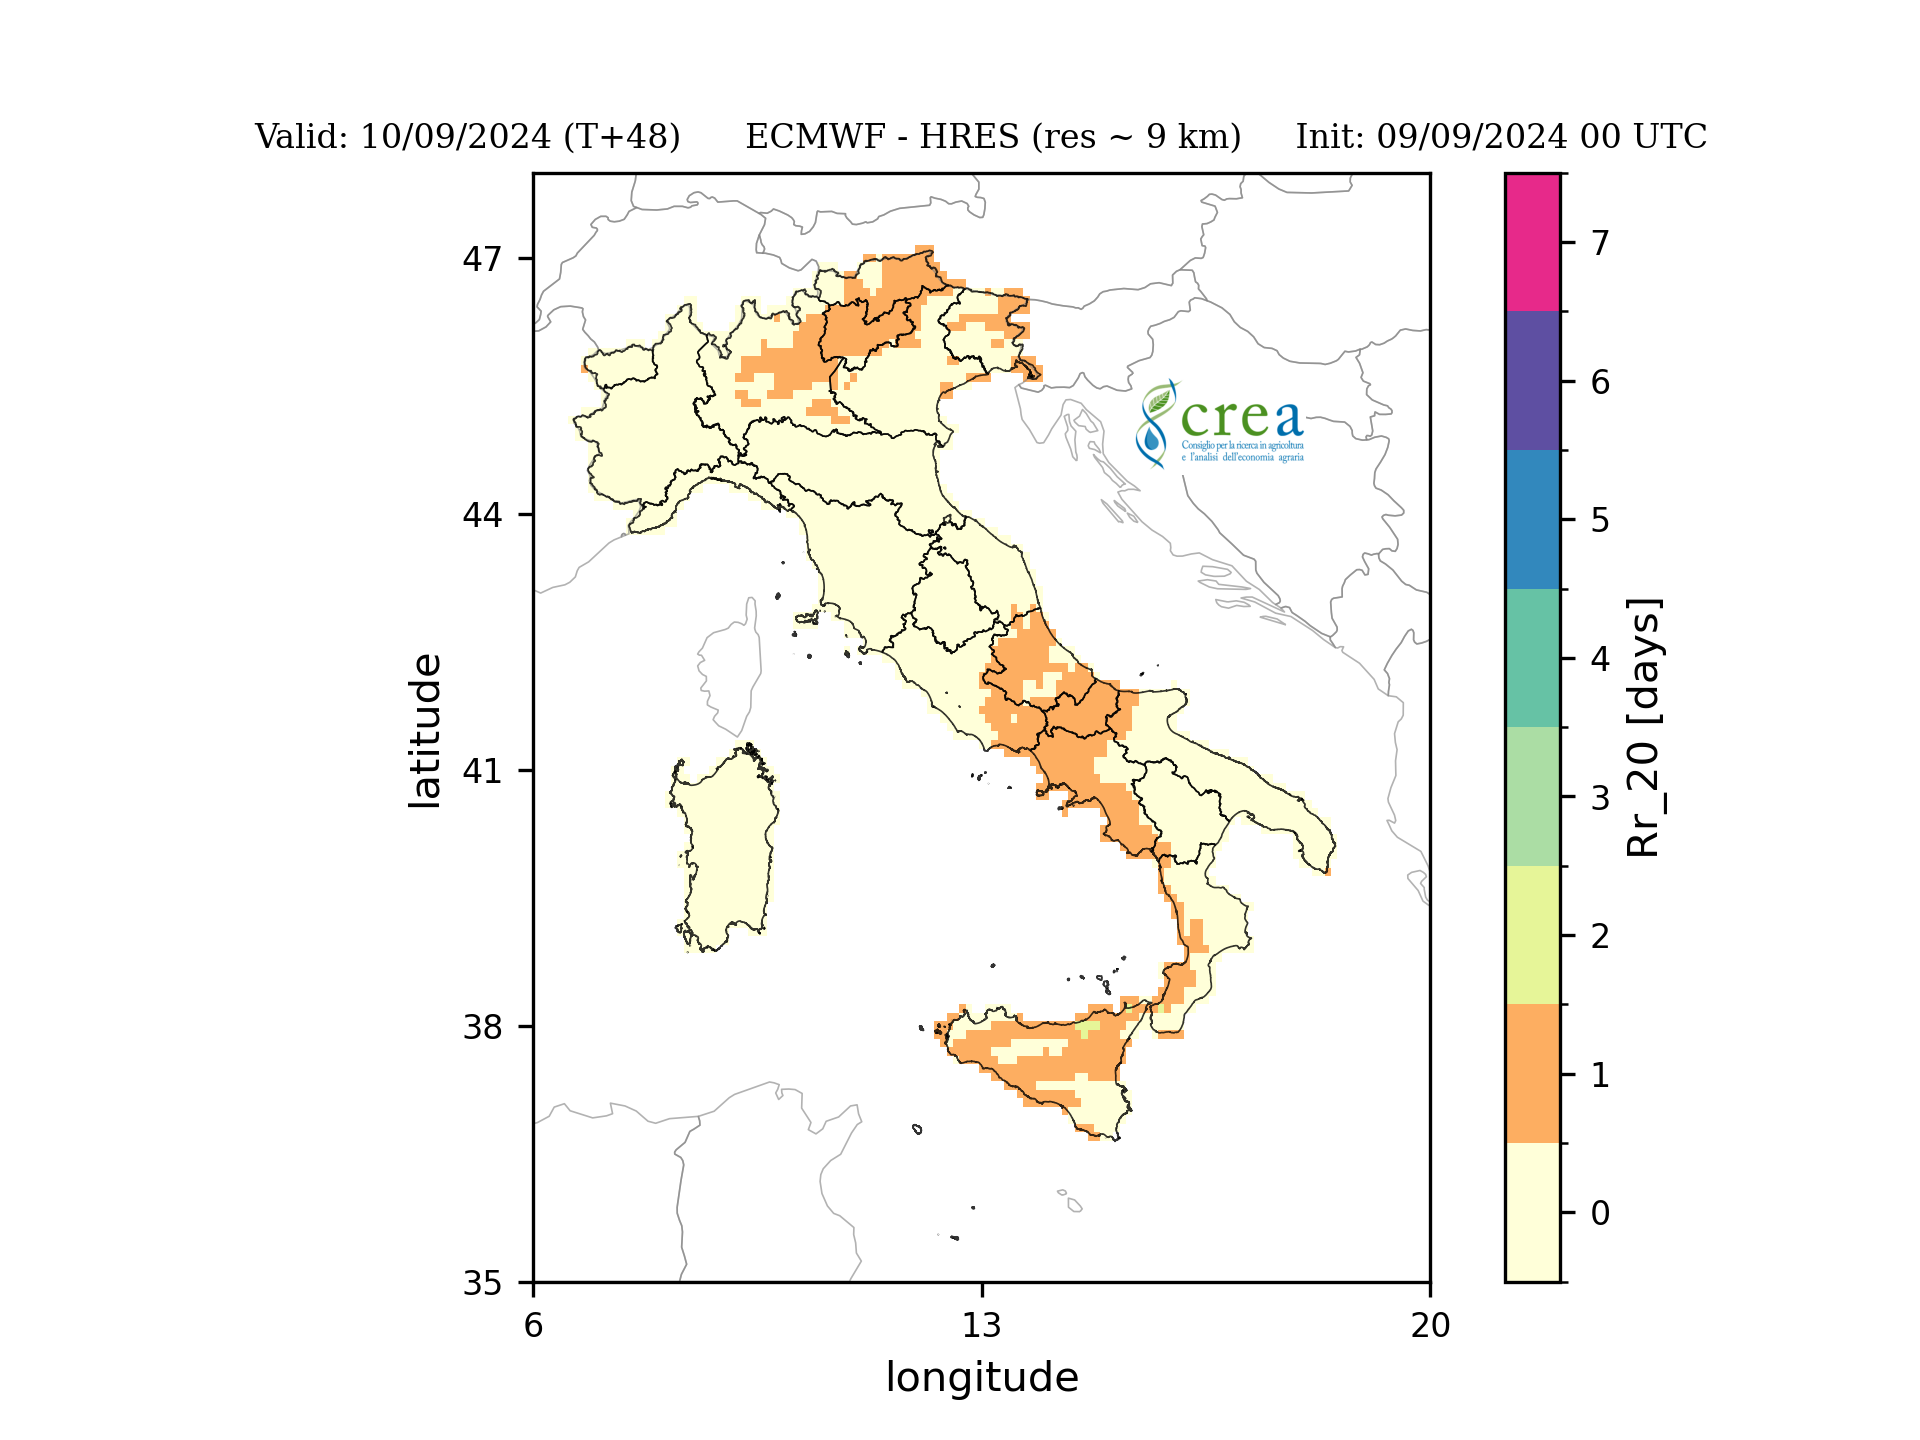 Valid: 10/09/2024 (T+48) ECMWF - HRES (res ~ 9 km) Init: 09/09/2024 00 UTC
47
44
41
38
35
latitude
6
13
20
longitude
crea
Consiglio per la ricerca in agricoltura
e l'analisi dell'economia agraria
7
6
5
4
3
2
1
0
Rr_20 [days]